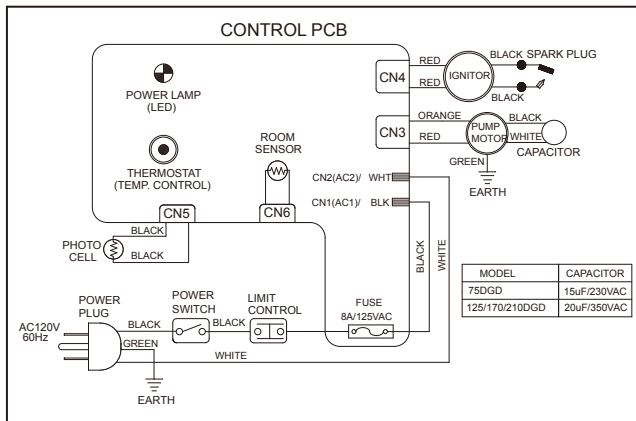 CONTROL PCB
POWER LAMP
(LED)
THERMOSTAT
(TEMP. CONTROL)
ROOM
SENSOR
CN4
RED
RED
IGNITOR
BLACK
SPARK PLUG
BLACK
CN3
ORANGE
RED
PUMP
MOTOR
BLACK
WHITE
CAPACITOR
GREEN
EARTH
CN2(AC2)/ WHT
CN1(AC1)/ BLK
CN5
CN6
BLACK
BLACK
PHOTO
CELL
BLACK
WHITE
MODEL CAPACITOR
75DGD 15uF/230VAC
125/170/210DGD 20uF/350VAC
POWER
PLUG
AC120V
60Hz
BLACK
POWER
SWITCH
BLACK
LIMIT
CONTROL
FUSE
8A/125VAC
GREEN
WHITE
EARTH